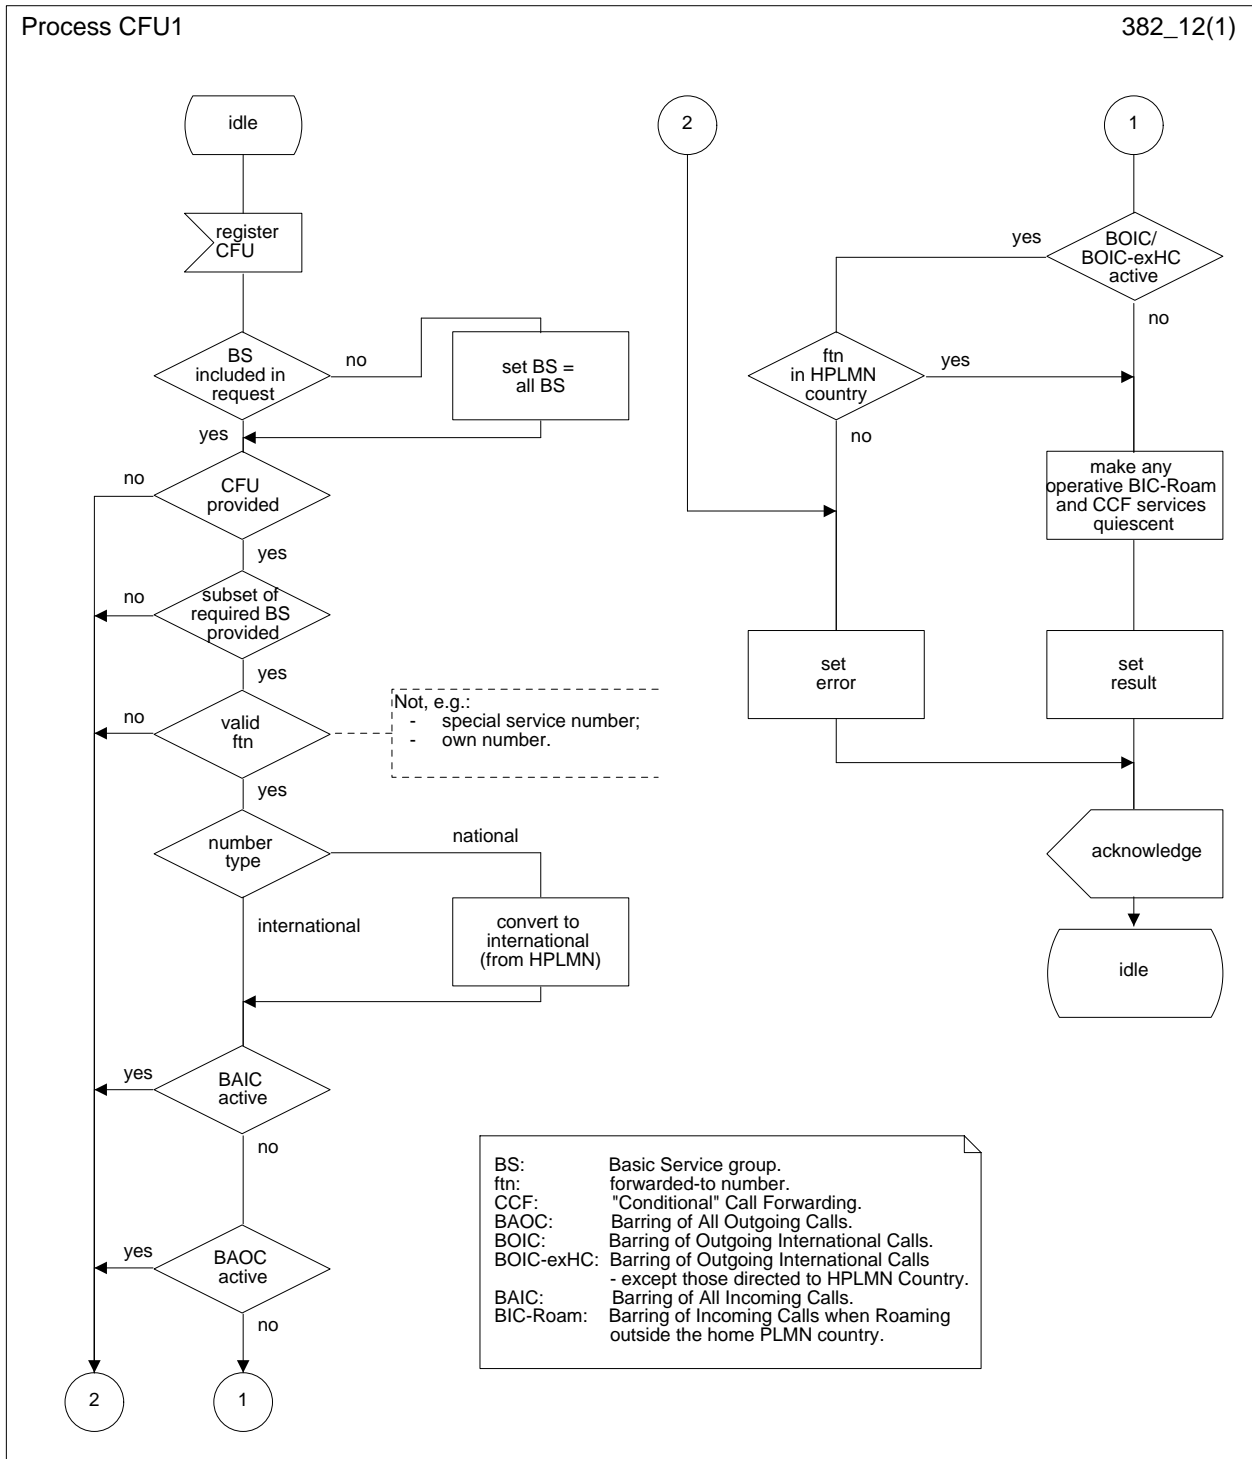 Process CFU1
382_12(1)
idle
register
CFU
BS
included in
request
no
set BS =
all BS
yes
no
CFU
provided
yes
no
subset of
required BS
provided
yes
no
valid
ftn
Not, e.g.:
- special service number;
- own number.
yes
number
type
national
international
convert to
international
(from HPLMN)
yes
BAIC
active
no
yes
BAOC
active
no
2
1
2
1
yes
BOIC/
BOIC-exHC
active
no
ftn
in HPLMN
country
yes
no
make any
operative BIC-Roam
and CCF services
quiescent
set
error
set
result
acknowledge
idle
BS: Basic Service group.
ftn: forwarded-to number.
CCF: "Conditional" Call Forwarding.
BAOC: Barring of All Outgoing Calls.
BOIC: Barring of Outgoing International Calls.
BOIC-exHC: Barring of Outgoing International Calls
- except those directed to HPLMN Country.
BAIC: Barring of All Incoming Calls.
BIC-Roam: Barring of Incoming Calls when Roaming
outside the home PLMN country.